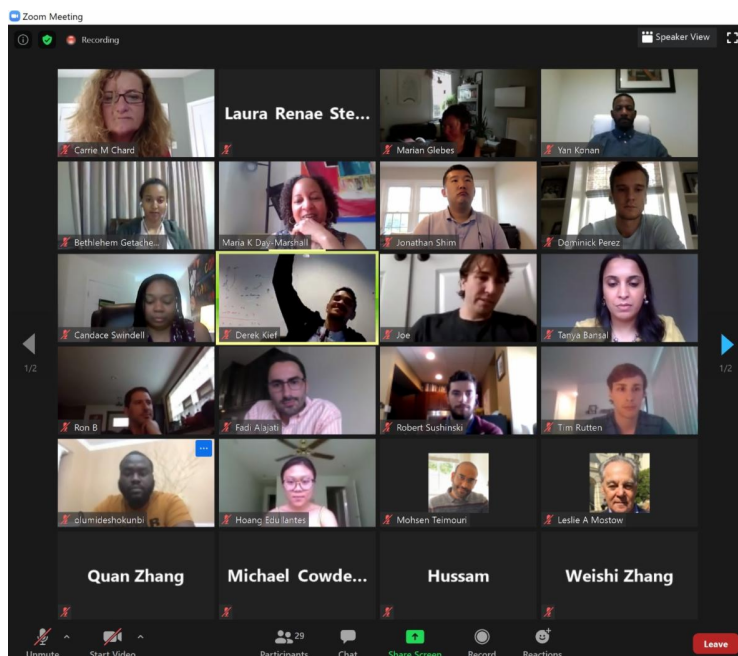 Zoom Meeting
Recording
Speaker View
Carrie M Chard
Laura Renae Ste...
Marian Glebes
Yan Konan
Bethlehem Getache...
Maria K Day-Marshall
Jonathan Shim
Dominick Perez
Candace Swindell
Derek Kief
Joe
Tanya Bansal
1/2
1/2
Ron B
Fadi Alajati
Robert Sushinski
Tim Rutten
olumideshokunbi
Hoang Edullantes
Mohsen Teimouri
Leslie A Mostow
Quan Zhang
Michael Cowde...
Hussam
Weishi Zhang
Unmute
Start Video
29
Participants
Chat
Share Screen
Record
Reactions
Leave